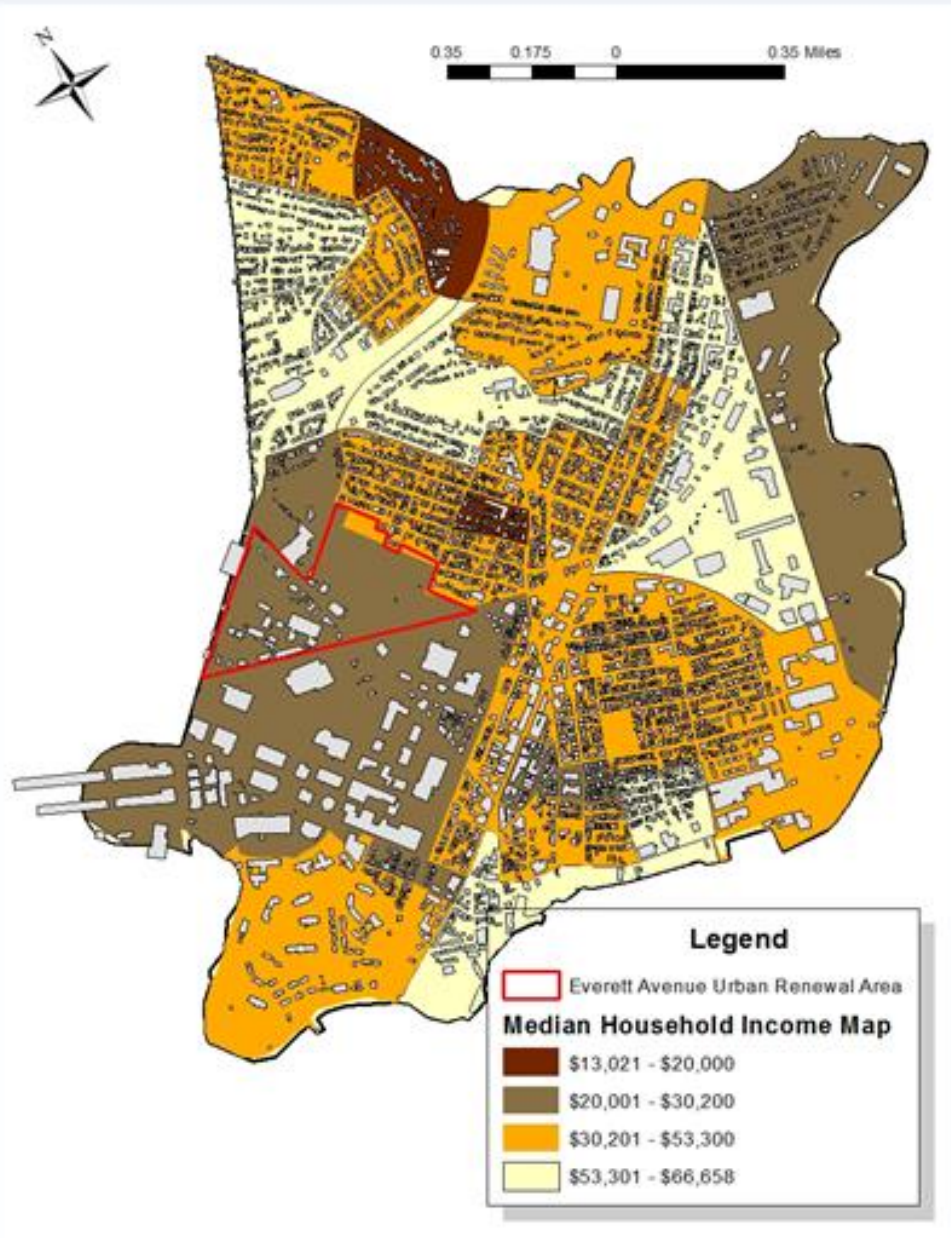 N
0.35 0.175 0 0.35 Miles
Legend
Everett Avenue Urban Renewal Area
Median Household Income Map
$13,021 - $20,000
$20,001 - $30,200
$30,201 - $53,300
$53,301 - $66,658